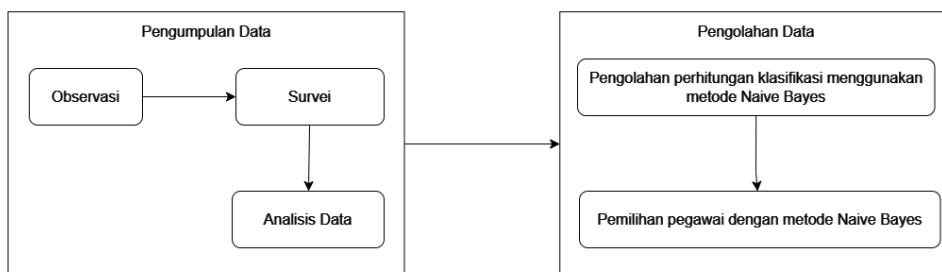 Pengumpulan Data
Observasi
Survei
Analisis Data
Pengolahan Data
Pengolahan perhitungan klasifikasi menggunakan
metode Naive Bayes
Pemilihan pegawai dengan metode Naive Bayes